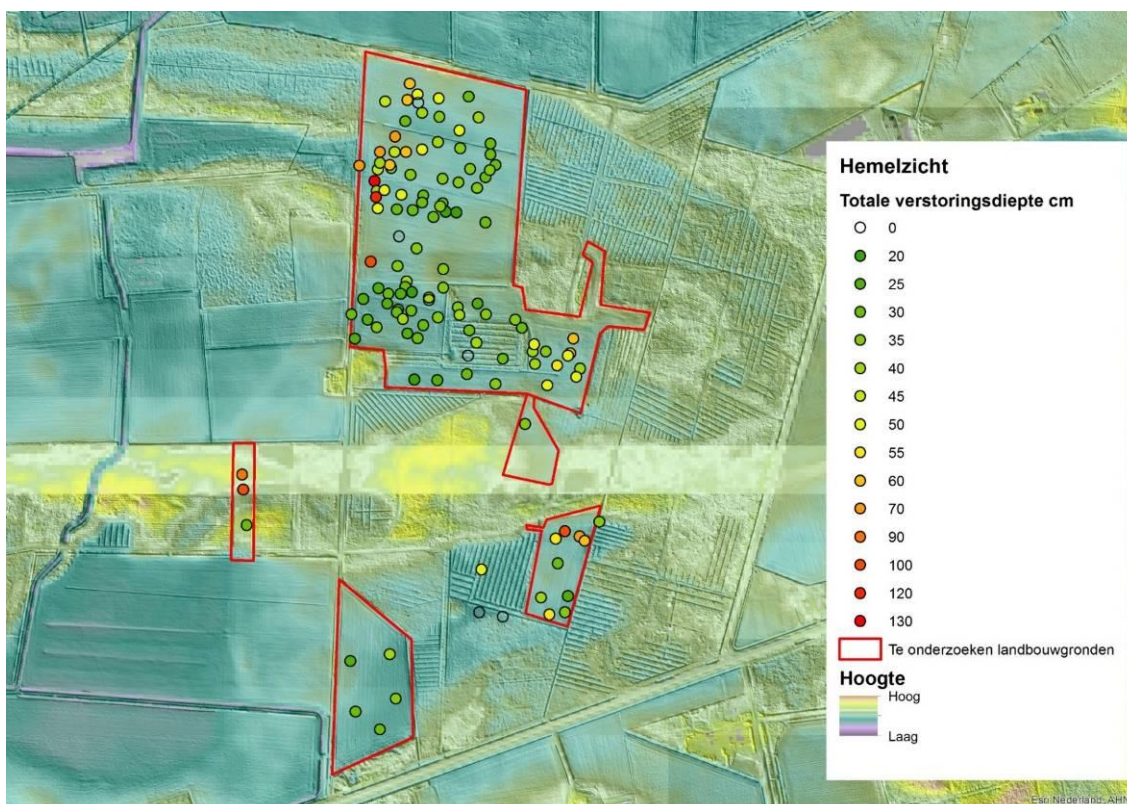 Hemelzicht
Totale verstoringsdiepte cm
0
20
25
30
35
40
45
50
55
60
70
90
100
120
130
Te onderzoeken landbouwgronden
Hoogte
Hoog
Laag
Esri Nederland, AHN